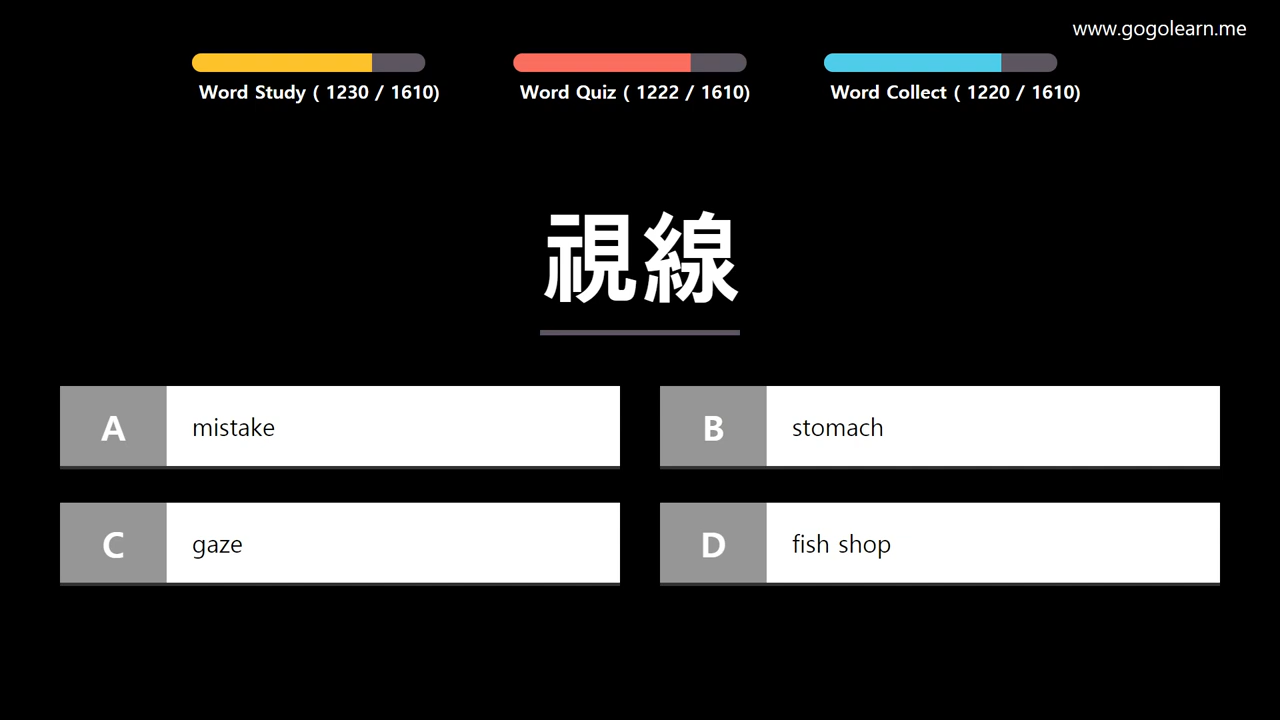 www.gogolearn.me
Word Study ( 1230 / 1610)
Word Quiz ( 1222 / 1610)
Word Collect ( 1220 / 1610)
視線
A mistake
B stomach
C gaze
D fish shop